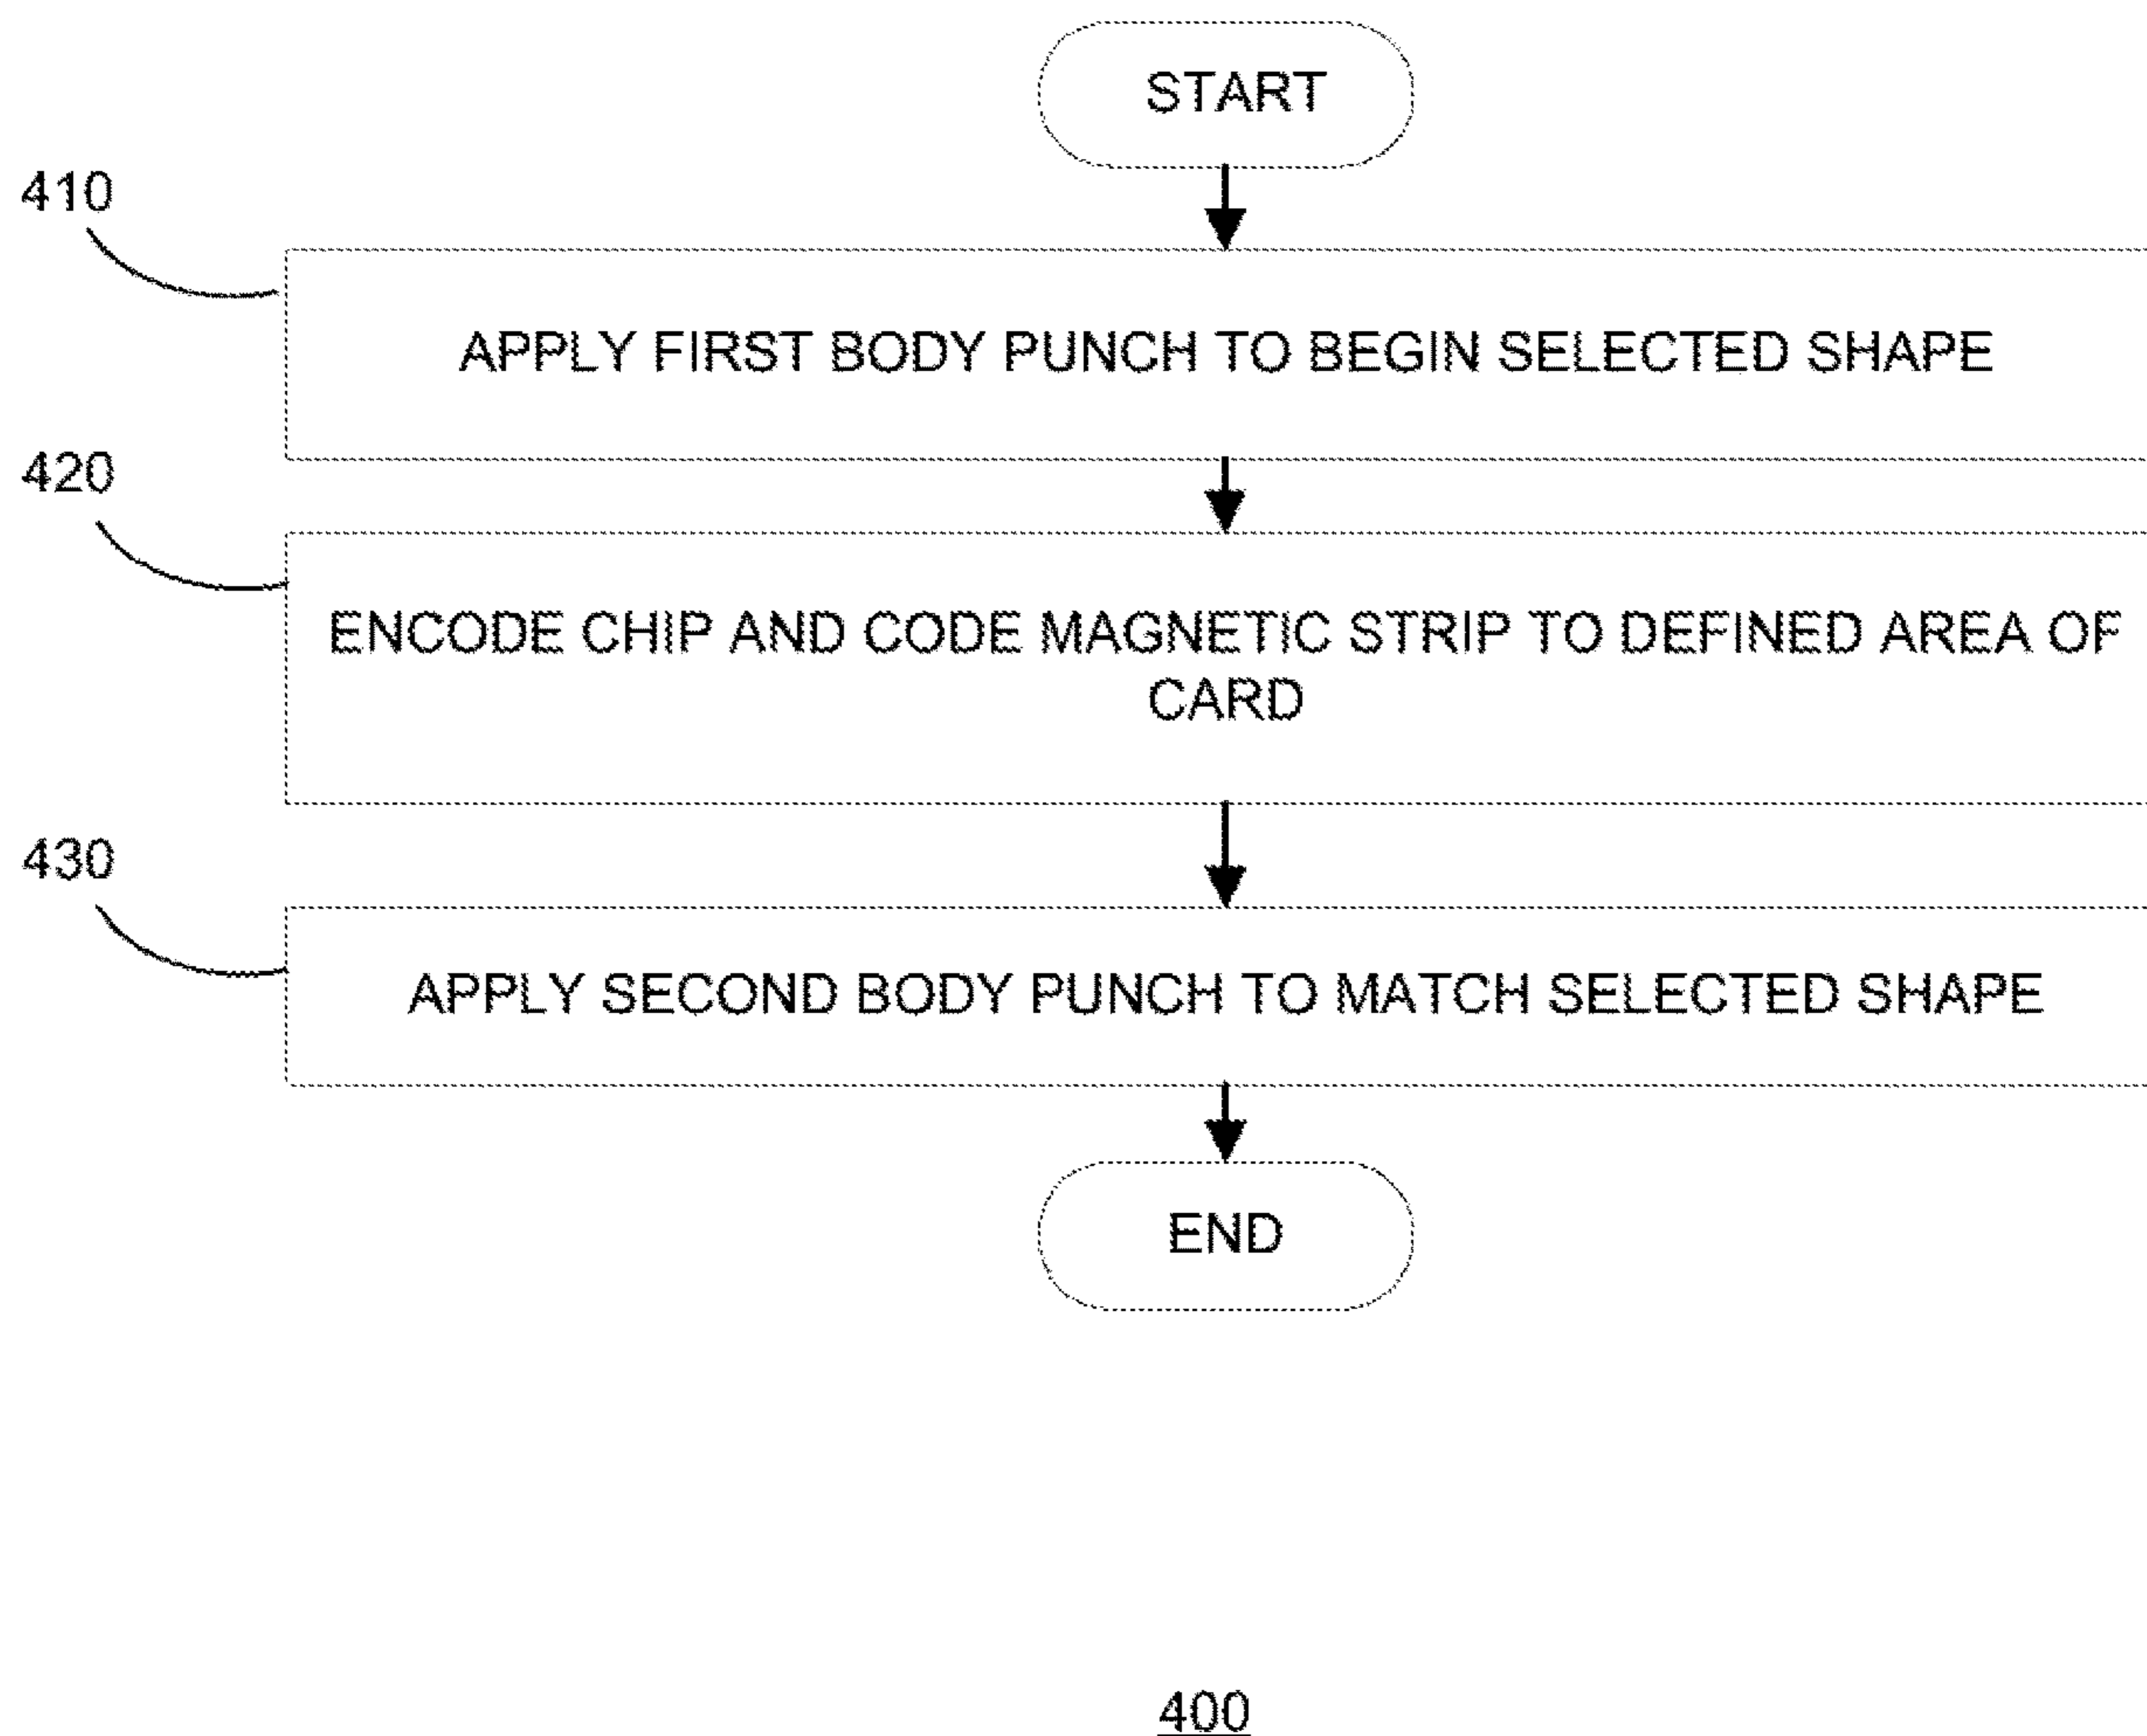 START
410
APPLY FIRST BODY PUNCH TO BEGIN SELECTED SHAPE
420
ENCODE CHIP AND CODE MAGNETIC STRIP TO DEFINED AREA OF
CARD
430
APPLY SECOND BODY PUNCH TO MATCH SELECTED SHAPE
END
400